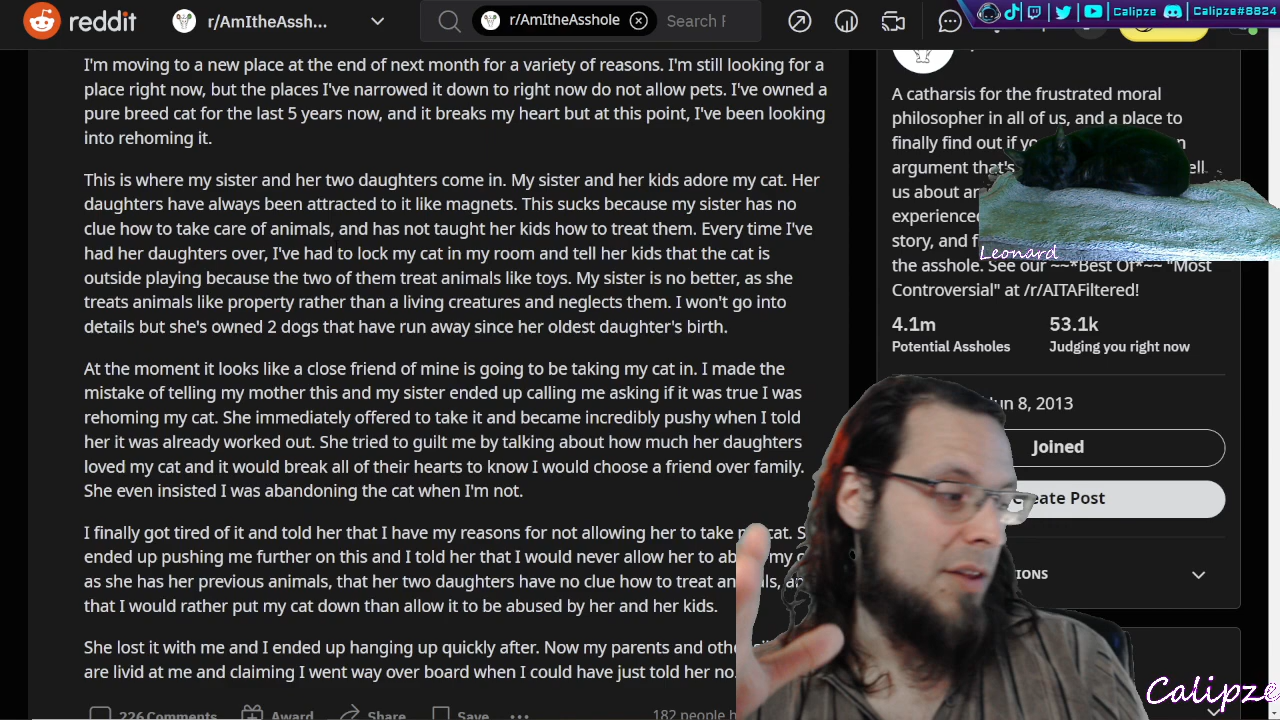 reddit
r/AmItheAssh...
r/AmItheAsshole
Search
Calipze
Calipze#8824
I'm moving to a new place at the end of next month for a variety of reasons. I'm still looking for a
place right now, but the places I've narrowed it down to right now do not allow pets. I've owned a
pure breed cat for the last 5 years now, and it breaks my heart but at this point, I've been looking
into rehoming it.
This is where my sister and her two daughters come in. My sister and her kids adore my cat. Her
daughters have always been attracted to it like magnets. This sucks because my sister has no
clue how to take care of animals, and has not taught her kids how to treat them. Every time I've
had her daughters over, I've had to lock my cat in my room and tell her kids that the cat is
outside playing because the two of them treat animals like toys. My sister is no better, as she
treats animals like property rather than a living creatures and neglects them. I won't go into
details but she's owned 2 dogs that have run away since her oldest daughter's birth.
At the moment it looks like a close friend of mine is going to be taking my cat in. I made the
mistake of telling my mother this and my sister ended up calling me asking if it was true I was
rehoming my cat. She immediately offered to take it and became incredibly pushy when I told
her it was already worked out. She tried to guilt me by talking about how much her daughters
loved my cat and it would break all of their hearts to know I would choose a friend over family.
She even insisted I was abandoning the cat when I'm not.
I finally got tired of it and told her that I have my reasons for not allowing her to take cat.
ended up pushing me further on this and I told her that I would never allow her to my
as she has her previous animals, that her two daughters have no clue how to treat
that I would rather put my cat down than allow it to be abused by her and her kids.
She lost it with me and I ended up hanging up quickly after. Now my parents and
are livid at me and claiming I went way over board when I could have just told her no.
226 Comments
Award
Share
Save
182 people
A catharsis for the frustrated moral
philosopher in all of us, and a place to
finally find out if
argument that's
us about
experienced
story, and
the asshole. See our ~~*Best Of*~~ "Most
Controversial" at /r/AITAFiltered!
Leonard
4.1m
53.1k
Potential Assholes
Judging you right now
Jun 8, 2013
Joined
Create Post
Calipze